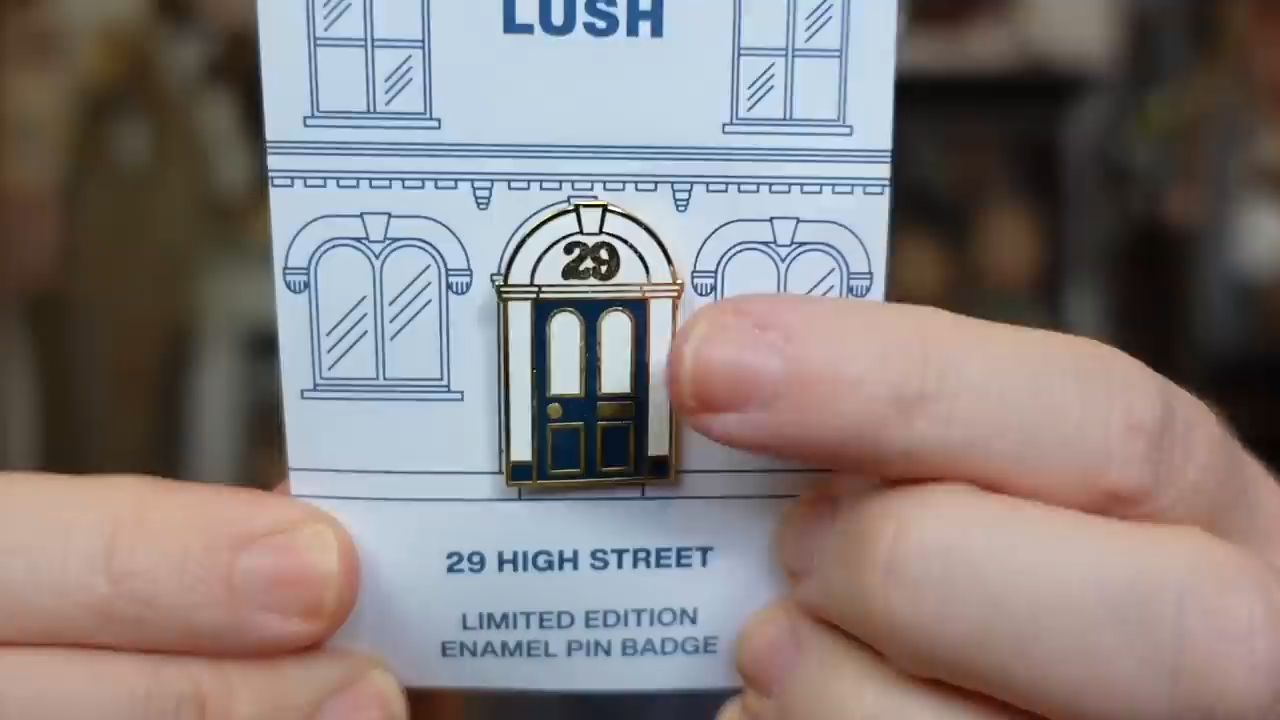 LUSH
29
29 HIGH STREET
LIMITED EDITION
ENAMEL PIN BADGE